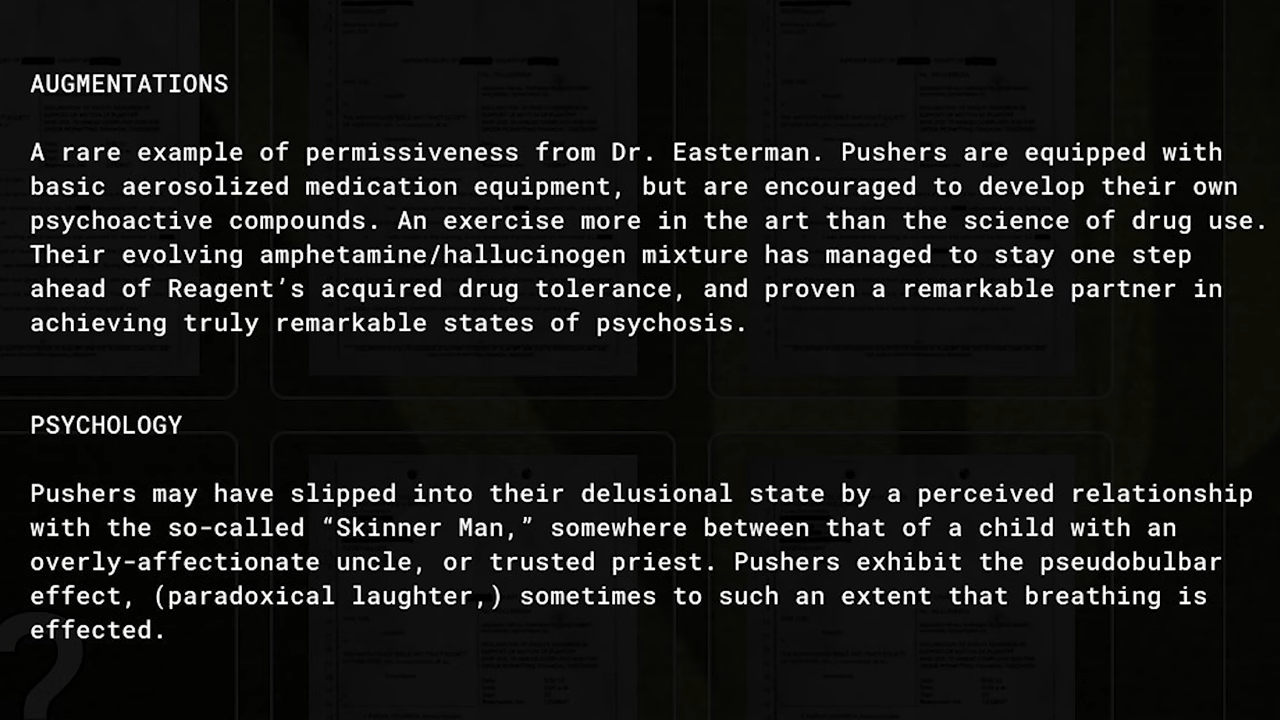 AUGMENTATIONS
A rare example of permissiveness from Dr. Easterman. Pushers are equipped with
basic aerosolized medication equipment, but are encouraged to develop their own
psychoactive compounds. An exercise more in the art than the science of drug use.
Their evolving amphetamine/hallucinogen mixture has managed to stay one step
ahead of Reagent’s acquired drug tolerance, and proven a remarkable partner in
achieving truly remarkable states of psychosis.
PSYCHOLOGY
Pushers may have slipped into their delusional state by a perceived relationship
with the so-called “Skinner Man,” somewhere between that of a child with an
overly-affectionate uncle, or trusted priest. Pushers exhibit the pseudobulbar
effect, (paradoxical laughter,) sometimes to such an extent that breathing is
effected.
?